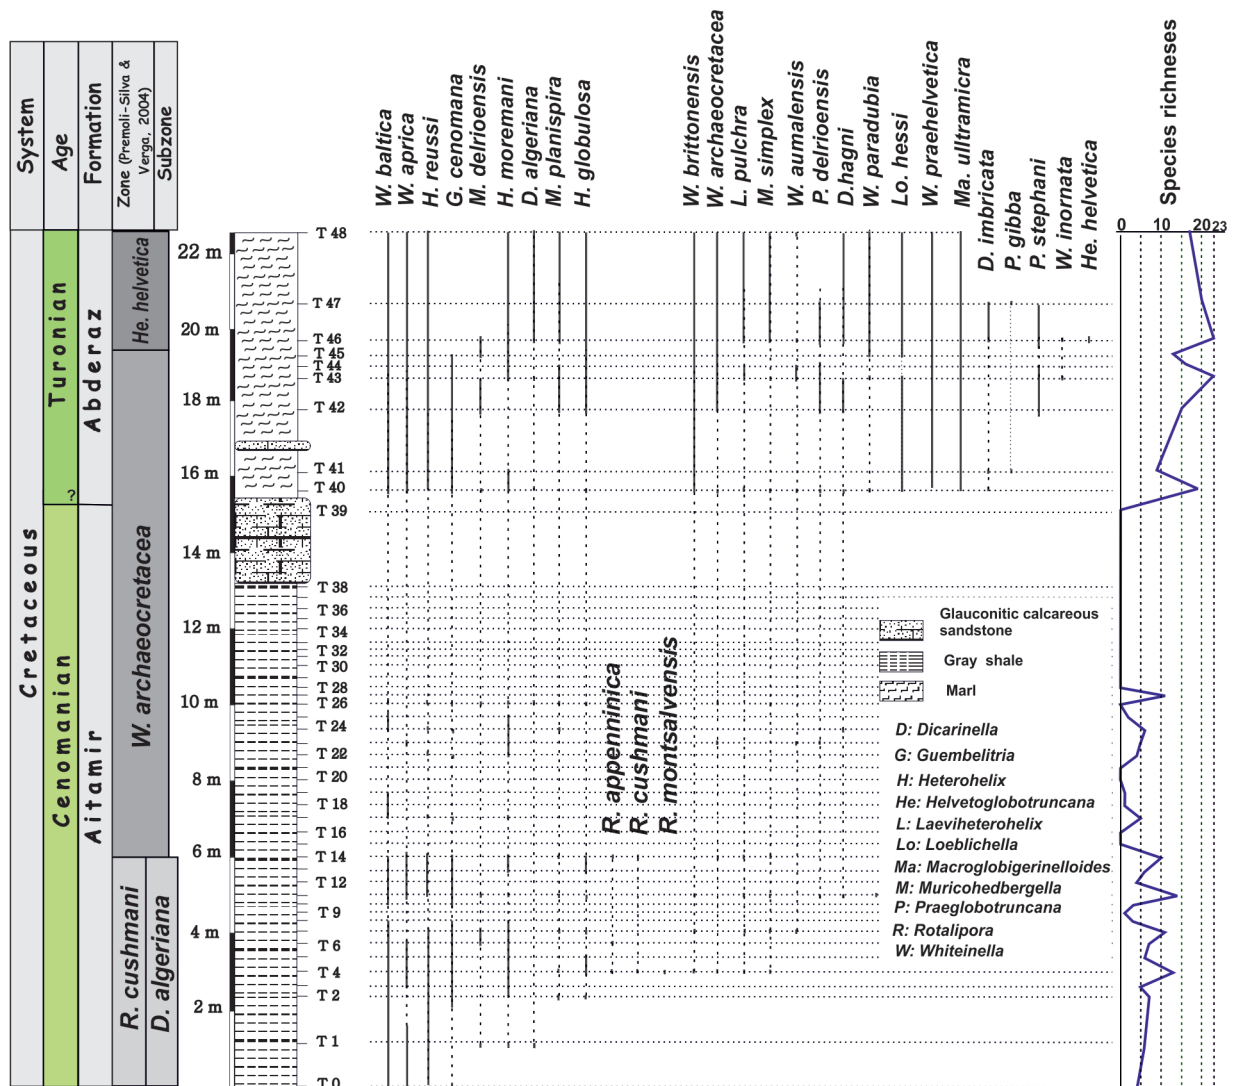 System
Age
Formation
Zone (Premoli-Silva &
Verga, 2004)
Subzone
W. baltica
W. aprica
H. reussi
G. cenomana
M. delrioensis
H. moremani
D. algeriana
M. planispira
H. globulosa
W. brittonensis
W. archaeocretacea
L. pulchra
M. simplex
W. aumalensis
P. delrioensis
D.hagni
W. paradubia
Lo. hessi
W. praehelvetica
Ma. ulltramicra
D. imbricata
P. gibba
P. stephani
W. inornata
He. helvetica
Species richneses
0 10 20 23
Cretaceous
Turonian
?
Cenomanian
Abderaz
Aitamir
He. helvetica
W. archaeocretacea
R. cushmani
D. algeriana
22 m
20 m
18 m
16 m
14 m
12 m
10 m
8 m
6 m
4 m
2 m
T 48
T 47
T 46
T 45
T 44
T 43
T 42
T 41
T 40
T 39
T 38
T 36
T 34
T 32
T 30
T 28
T 26
T 24
T 22
T 20
T 18
T 16
T 14
T 12
T 9
T 6
T 4
T 2
T 1
T 0
R. appenninica
R. cushmani
R. montsalvensis
Glauconitic calcareous
sandstone
Gray shale
Marl
D: Dicarinella
G: Guembelitria
H: Heterohelix
He: Helvetoglobotruncana
L: Laeviheterohelix
Lo: Loeblichella
Ma: Macroglobigerinelloides
M: Muricohedbergella
P: Praeglobotruncana
R: Rotalipora
W: Whiteinella